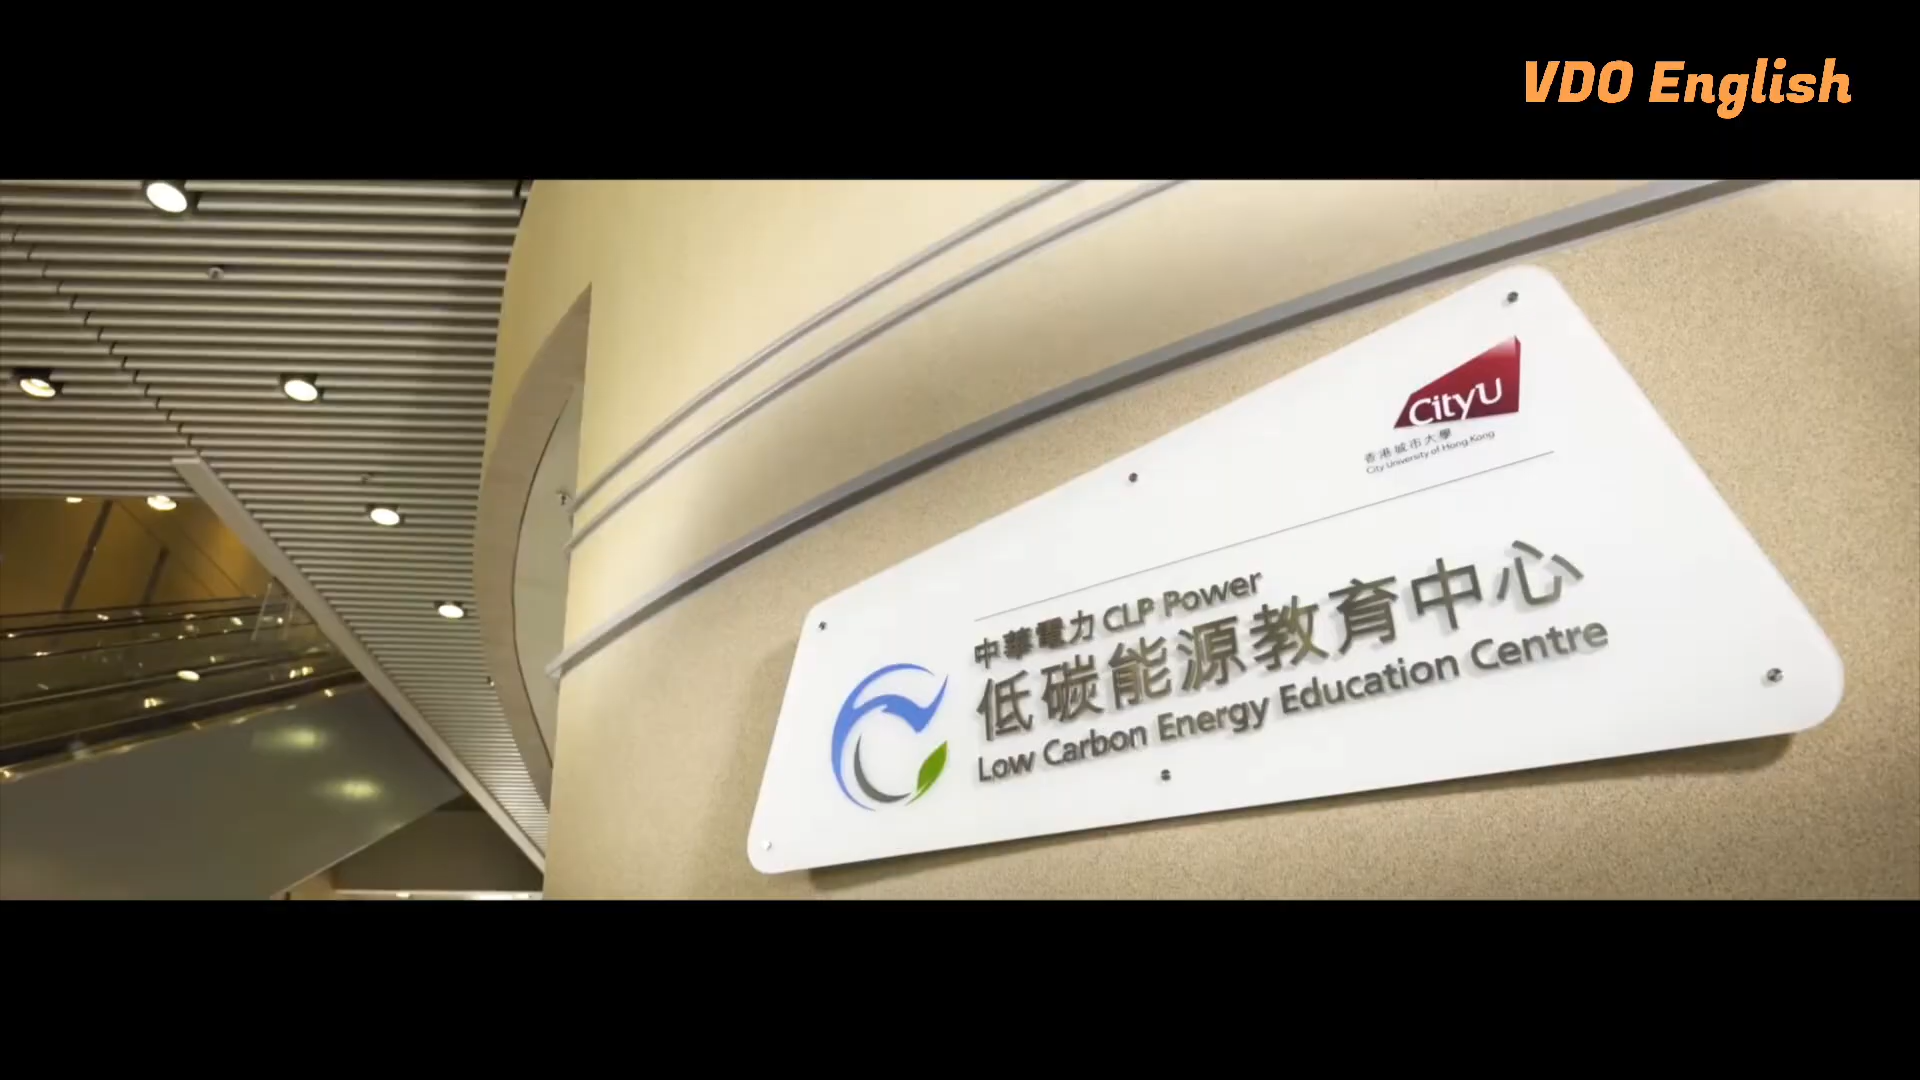 VDO English
CityU
香港城市大學
City University of Hong Kong
中華電力 CLP Power
低碳能源教育中心
Low Carbon Energy Education Centre